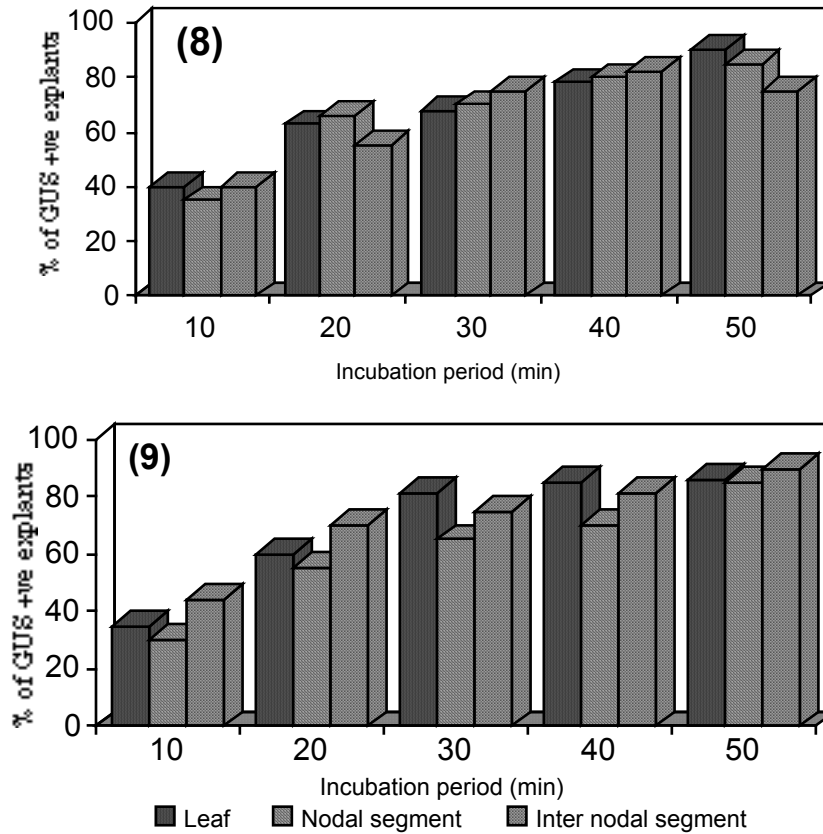 (8)
% of GUS +ve explants
100
80
60
40
20
0
10 20 30 40 50
Incubation period (min)
(9)
% of GUS +ve explants
100
80
60
40
20
0
10 20 30 40 50
Incubation period (min)
Leaf Nodal segment Inter nodal segment